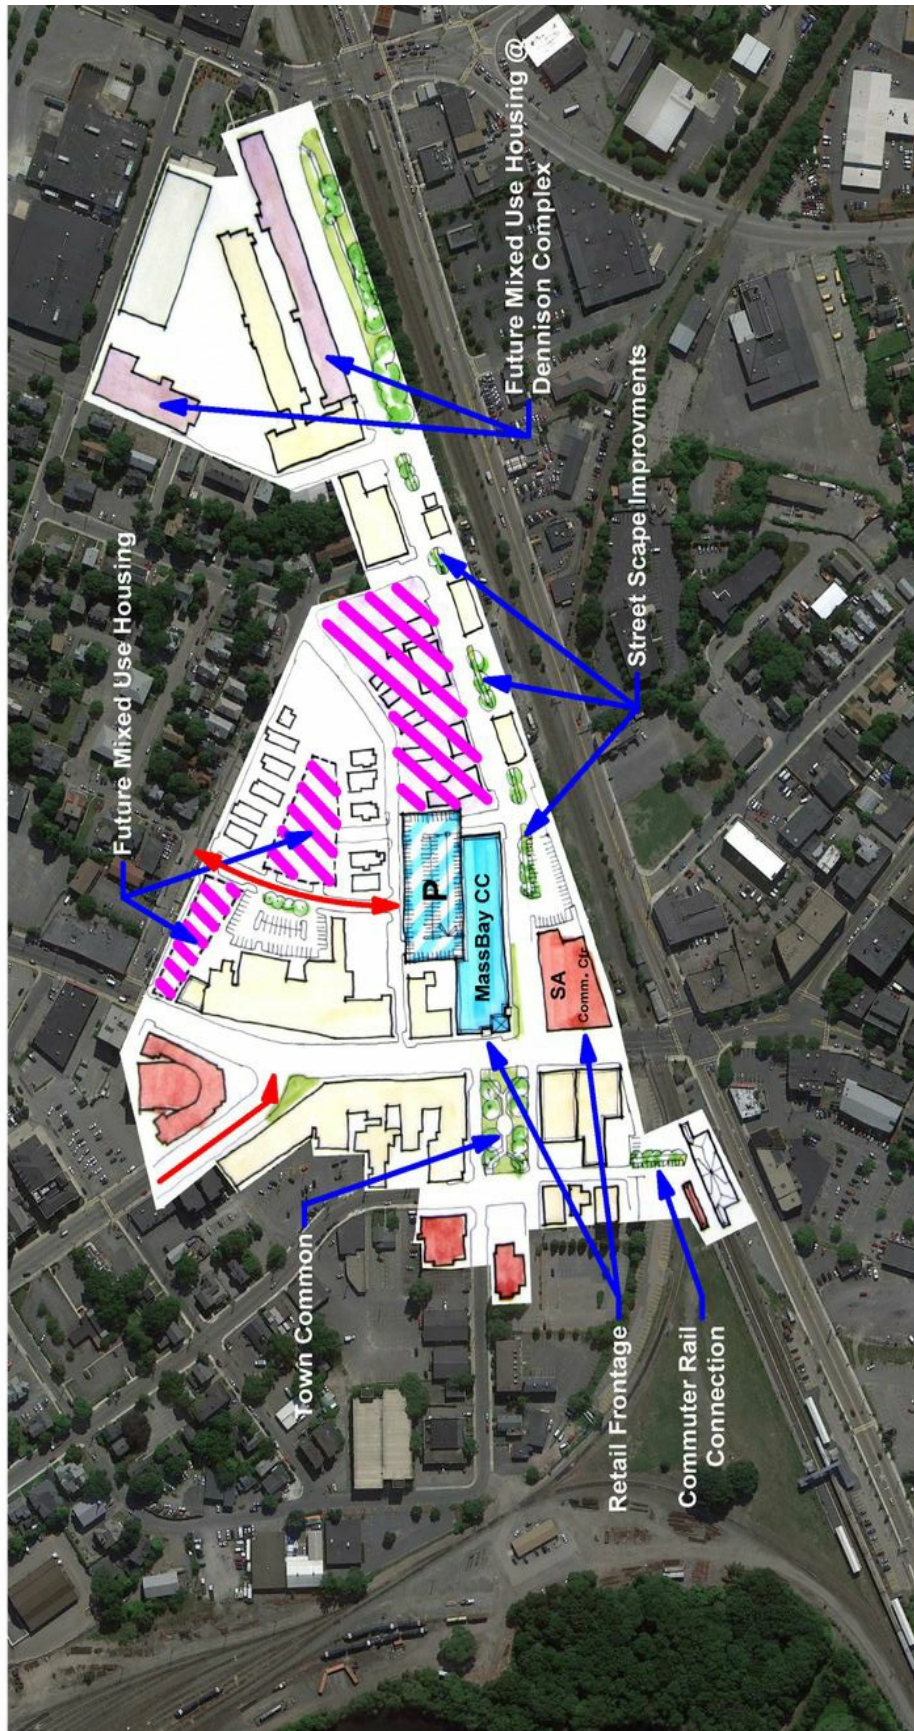 Future Mixed Use Housing @
Dennison Complex
Future Mixed Use Housing
Street Scape Improvments
P
MassBay CC
SA
Comm. Ctr.
Town Common
Retail Frontage
Commuter Rail
Connection